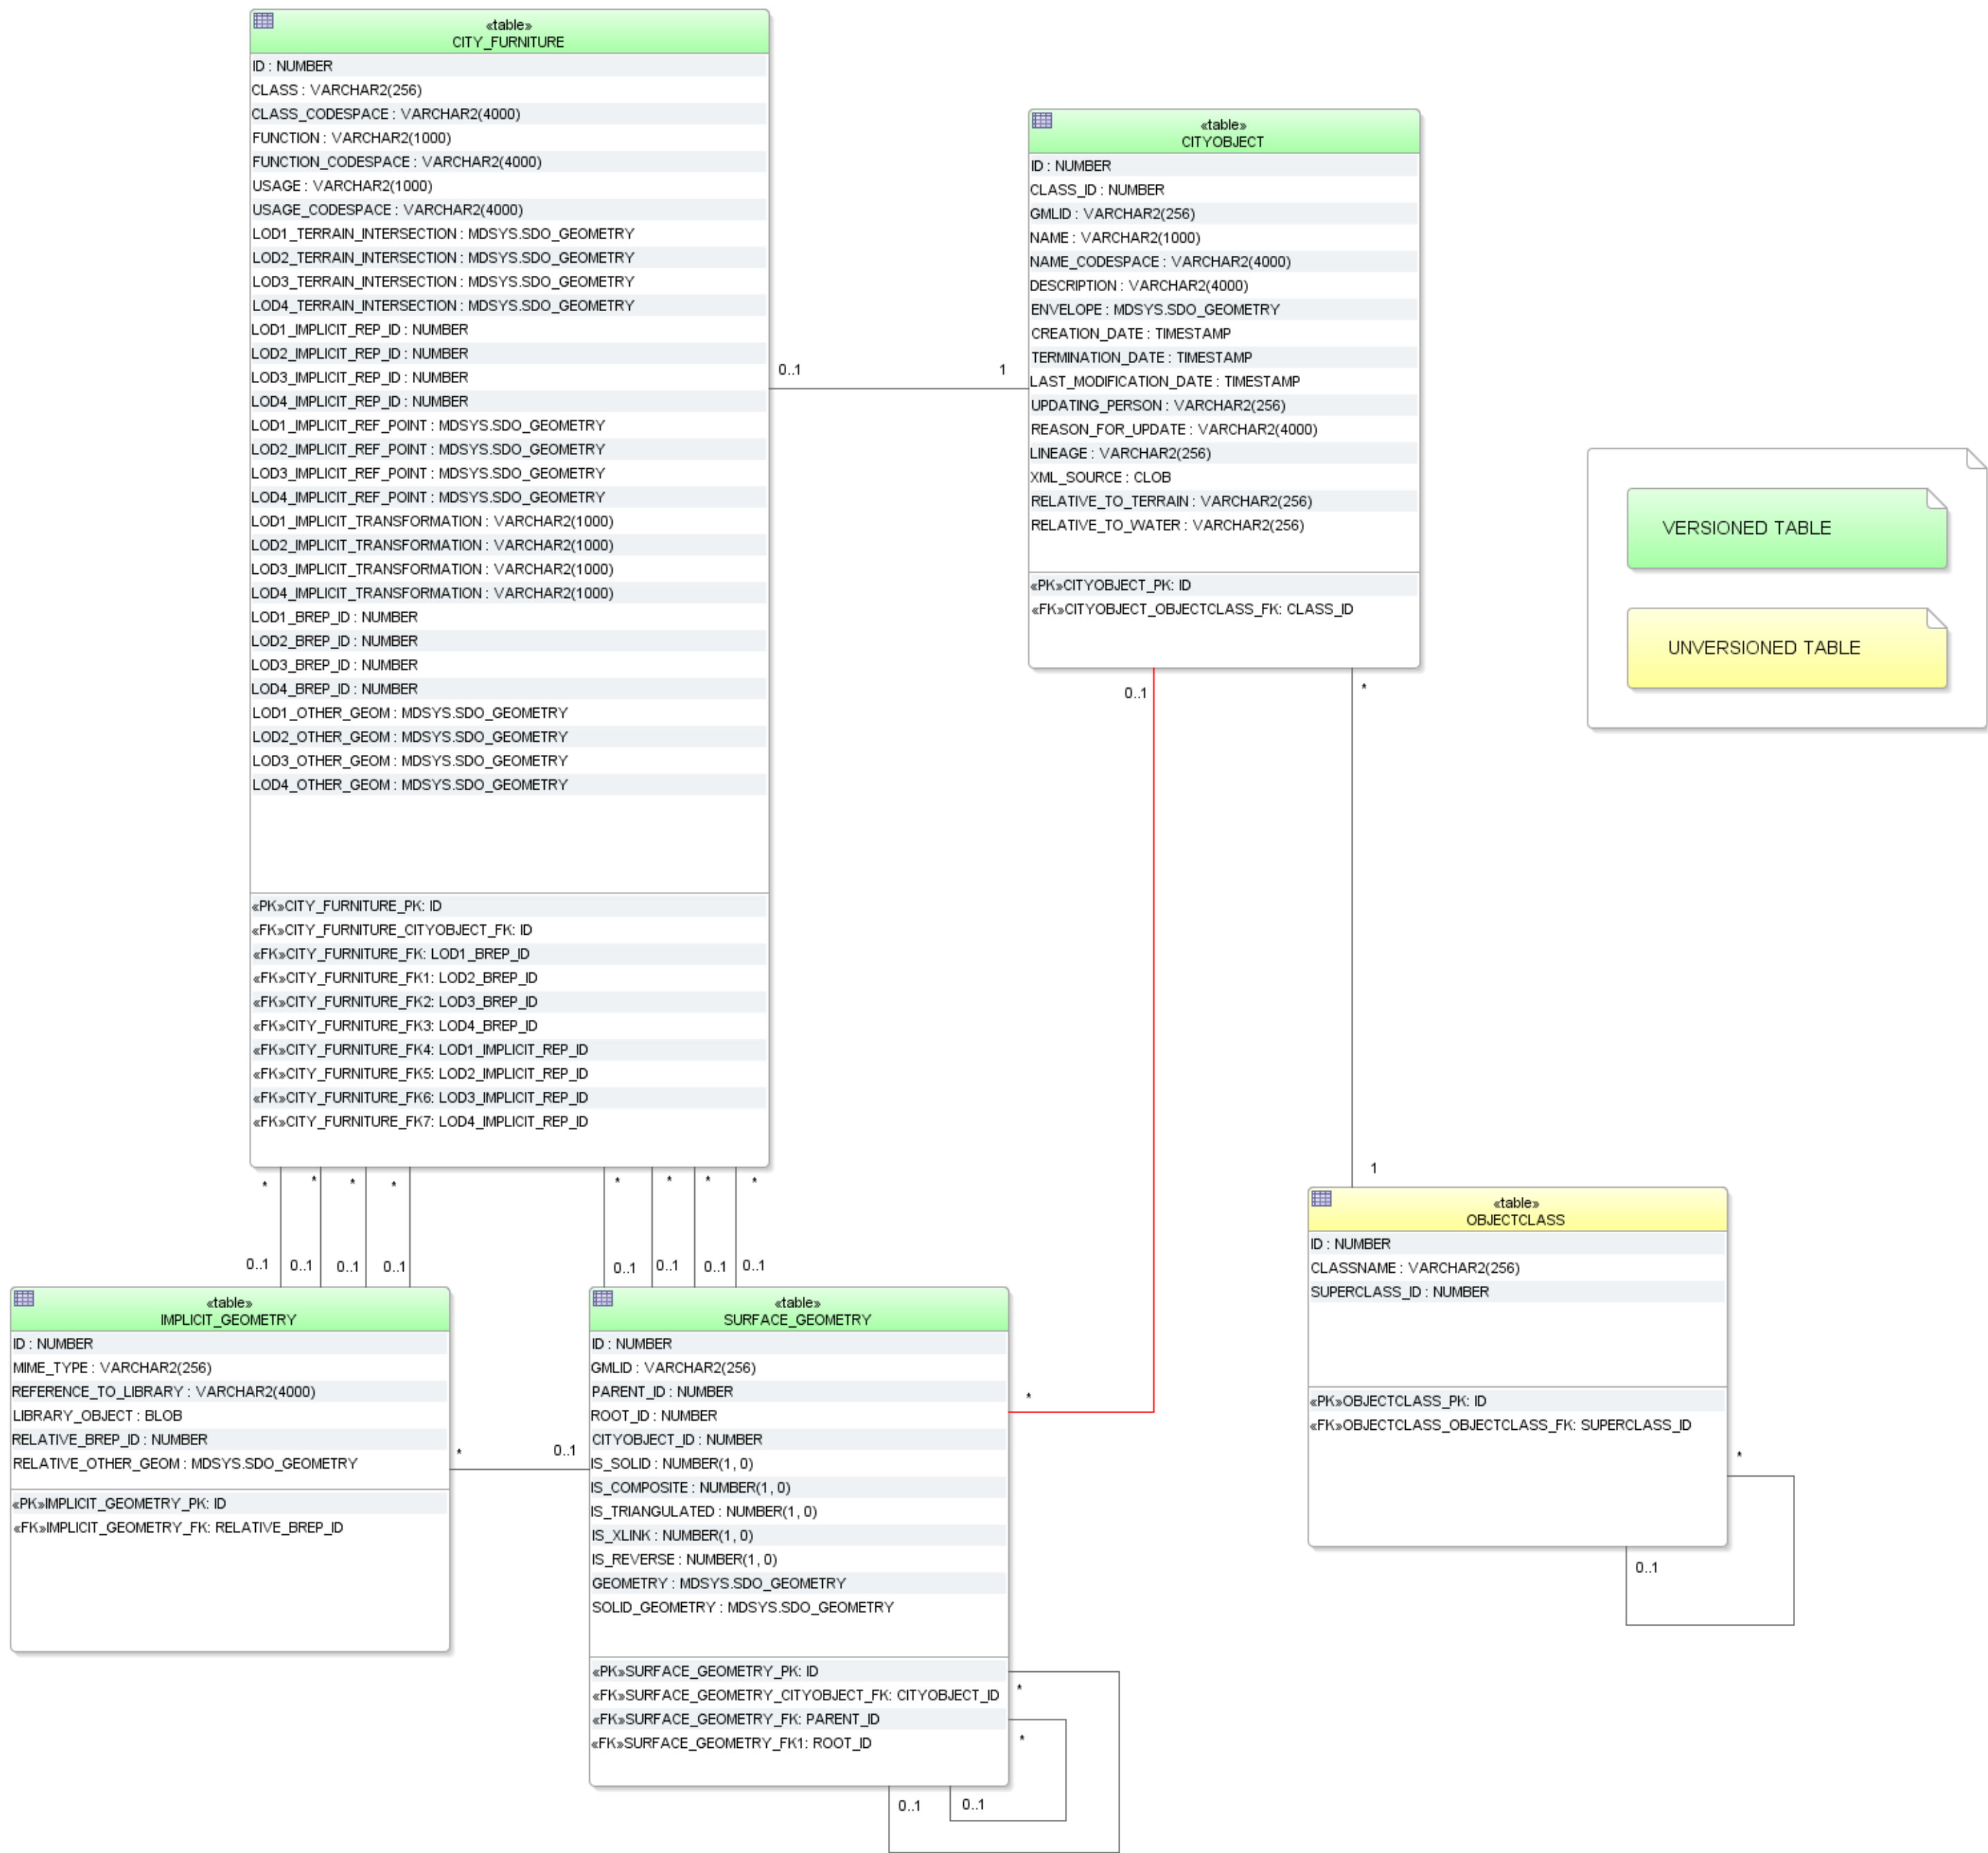 «table»
CITY_FURNITURE
ID : NUMBER
CLASS : VARCHAR2(256)
CLASS_CODESPACE : VARCHAR2(4000)
FUNCTION : VARCHAR2(1000)
FUNCTION_CODESPACE : VARCHAR2(4000)
USAGE : VARCHAR2(1000)
USAGE_CODESPACE : VARCHAR2(4000)
LOD1_TERRAIN_INTERSECTION : MDSYS.SDO_GEOMETRY
LOD2_TERRAIN_INTERSECTION : MDSYS.SDO_GEOMETRY
LOD3_TERRAIN_INTERSECTION : MDSYS.SDO_GEOMETRY
LOD4_TERRAIN_INTERSECTION : MDSYS.SDO_GEOMETRY
LOD1_IMPLICIT_REP_ID : NUMBER
LOD2_IMPLICIT_REP_ID : NUMBER
LOD3_IMPLICIT_REP_ID : NUMBER
LOD4_IMPLICIT_REP_ID : NUMBER
LOD1_IMPLICIT_REF_POINT : MDSYS.SDO_GEOMETRY
LOD2_IMPLICIT_REF_POINT : MDSYS.SDO_GEOMETRY
LOD3_IMPLICIT_REF_POINT : MDSYS.SDO_GEOMETRY
LOD4_IMPLICIT_REF_POINT : MDSYS.SDO_GEOMETRY
LOD1_IMPLICIT_TRANSFORMATION : VARCHAR2(1000)
LOD2_IMPLICIT_TRANSFORMATION : VARCHAR2(1000)
LOD3_IMPLICIT_TRANSFORMATION : VARCHAR2(1000)
LOD4_IMPLICIT_TRANSFORMATION : VARCHAR2(1000)
LOD1_BREP_ID : NUMBER
LOD2_BREP_ID : NUMBER
LOD3_BREP_ID : NUMBER
LOD4_BREP_ID : NUMBER
LOD1_OTHER_GEOM : MDSYS.SDO_GEOMETRY
LOD2_OTHER_GEOM : MDSYS.SDO_GEOMETRY
LOD3_OTHER_GEOM : MDSYS.SDO_GEOMETRY
LOD4_OTHER_GEOM : MDSYS.SDO_GEOMETRY
«PK»CITY_FURNITURE_PK: ID
«FK»CITY_FURNITURE_CITYOBJECT_FK: ID
«FK»CITY_FURNITURE_FK: LOD1_BREP_ID
«FK»CITY_FURNITURE_FK1: LOD2_BREP_ID
«FK»CITY_FURNITURE_FK2: LOD3_BREP_ID
«FK»CITY_FURNITURE_FK3: LOD4_BREP_ID
«FK»CITY_FURNITURE_FK4: LOD1_IMPLICIT_REP_ID
«FK»CITY_FURNITURE_FK5: LOD2_IMPLICIT_REP_ID
«FK»CITY_FURNITURE_FK6: LOD3_IMPLICIT_REP_ID
«FK»CITY_FURNITURE_FK7: LOD4_IMPLICIT_REP_ID
0..1 1
«table»
CITYOBJECT
ID : NUMBER
CLASS_ID : NUMBER
GMLID : VARCHAR2(256)
NAME : VARCHAR2(1000)
NAME_CODESPACE : VARCHAR2(4000)
DESCRIPTION : VARCHAR2(4000)
ENVELOPE : MDSYS.SDO_GEOMETRY
CREATION_DATE : TIMESTAMP
TERMINATION_DATE : TIMESTAMP
LAST_MODIFICATION_DATE : TIMESTAMP
UPDATING_PERSON : VARCHAR2(256)
REASON_FOR_UPDATE : VARCHAR2(4000)
LINEAGE : VARCHAR2(256)
XML_SOURCE : CLOB
RELATIVE_TO_TERRAIN : VARCHAR2(256)
RELATIVE_TO_WATER : VARCHAR2(256)
«PK»CITYOBJECT_PK: ID
«FK»CITYOBJECT_OBJECTCLASS_FK: CLASS_ID
0..1 *
VERSIONED TABLE
UNVERSIONED TABLE
* * * * * * * *
0..1 0..1 0..1 0..1 0..1 0..1 0..1 0..1
1
«table»
IMPLICIT_GEOMETRY
ID : NUMBER
MIME_TYPE : VARCHAR2(256)
REFERENCE_TO_LIBRARY : VARCHAR2(4000)
LIBRARY_OBJECT : BLOB
RELATIVE_BREP_ID : NUMBER
RELATIVE_OTHER_GEOM : MDSYS.SDO_GEOMETRY
«PK»IMPLICIT_GEOMETRY_PK: ID
«FK»IMPLICIT_GEOMETRY_FK: RELATIVE_BREP_ID
* 0..1
«table»
SURFACE_GEOMETRY
ID : NUMBER
GMLID : VARCHAR2(256)
PARENT_ID : NUMBER
ROOT_ID : NUMBER
CITYOBJECT_ID : NUMBER
IS_SOLID : NUMBER(1, 0)
IS_COMPOSITE : NUMBER(1, 0)
IS_TRIANGULATED : NUMBER(1, 0)
IS_XLINK : NUMBER(1, 0)
IS_REVERSE : NUMBER(1, 0)
GEOMETRY : MDSYS.SDO_GEOMETRY
SOLID_GEOMETRY : MDSYS.SDO_GEOMETRY
«PK»SURFACE_GEOMETRY_PK: ID
«FK»SURFACE_GEOMETRY_CITYOBJECT_FK: CITYOBJECT_ID
«FK»SURFACE_GEOMETRY_FK: PARENT_ID
«FK»SURFACE_GEOMETRY_FK1: ROOT_ID
*
*
*
0..1 0..1
«table»
OBJECTCLASS
ID : NUMBER
CLASSNAME : VARCHAR2(256)
SUPERCLASS_ID : NUMBER
«PK»OBJECTCLASS_PK: ID
«FK»OBJECTCLASS_OBJECTCLASS_FK: SUPERCLASS_ID
*
0..1